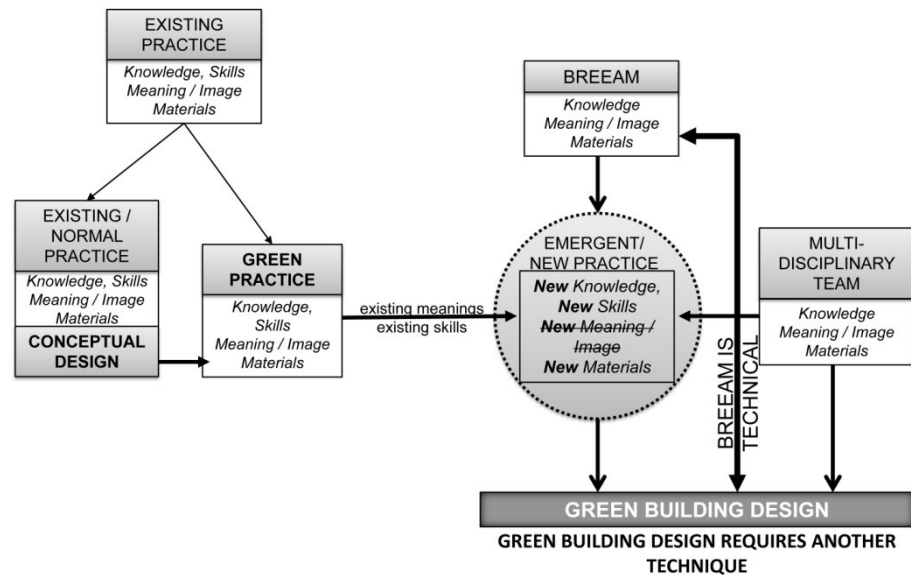 EXISTING
PRACTICE
Knowledge, Skills
Meaning / Image
Materials
BREEAM
Knowledge
Meaning / Image
Materials
EXISTING /
NORMAL
PRACTICE
Knowledge, Skills
Meaning / Image
Materials
CONCEPTUAL
DESIGN
GREEN
PRACTICE
Knowledge,
Skills
Meaning / Image
Materials
existing meanings
existing skills
EMERGENT/
NEW PRACTICE
New Knowledge,
New Skills
New Meaning /
Image
New Materials
MULTI-
DISCIPLINARY
TEAM
Knowledge
Meaning / Image
Materials
BREEAM IS
TECHNICAL
GREEN BUILDING DESIGN
GREEN BUILDING DESIGN REQUIRES ANOTHER
TECHNIQUE